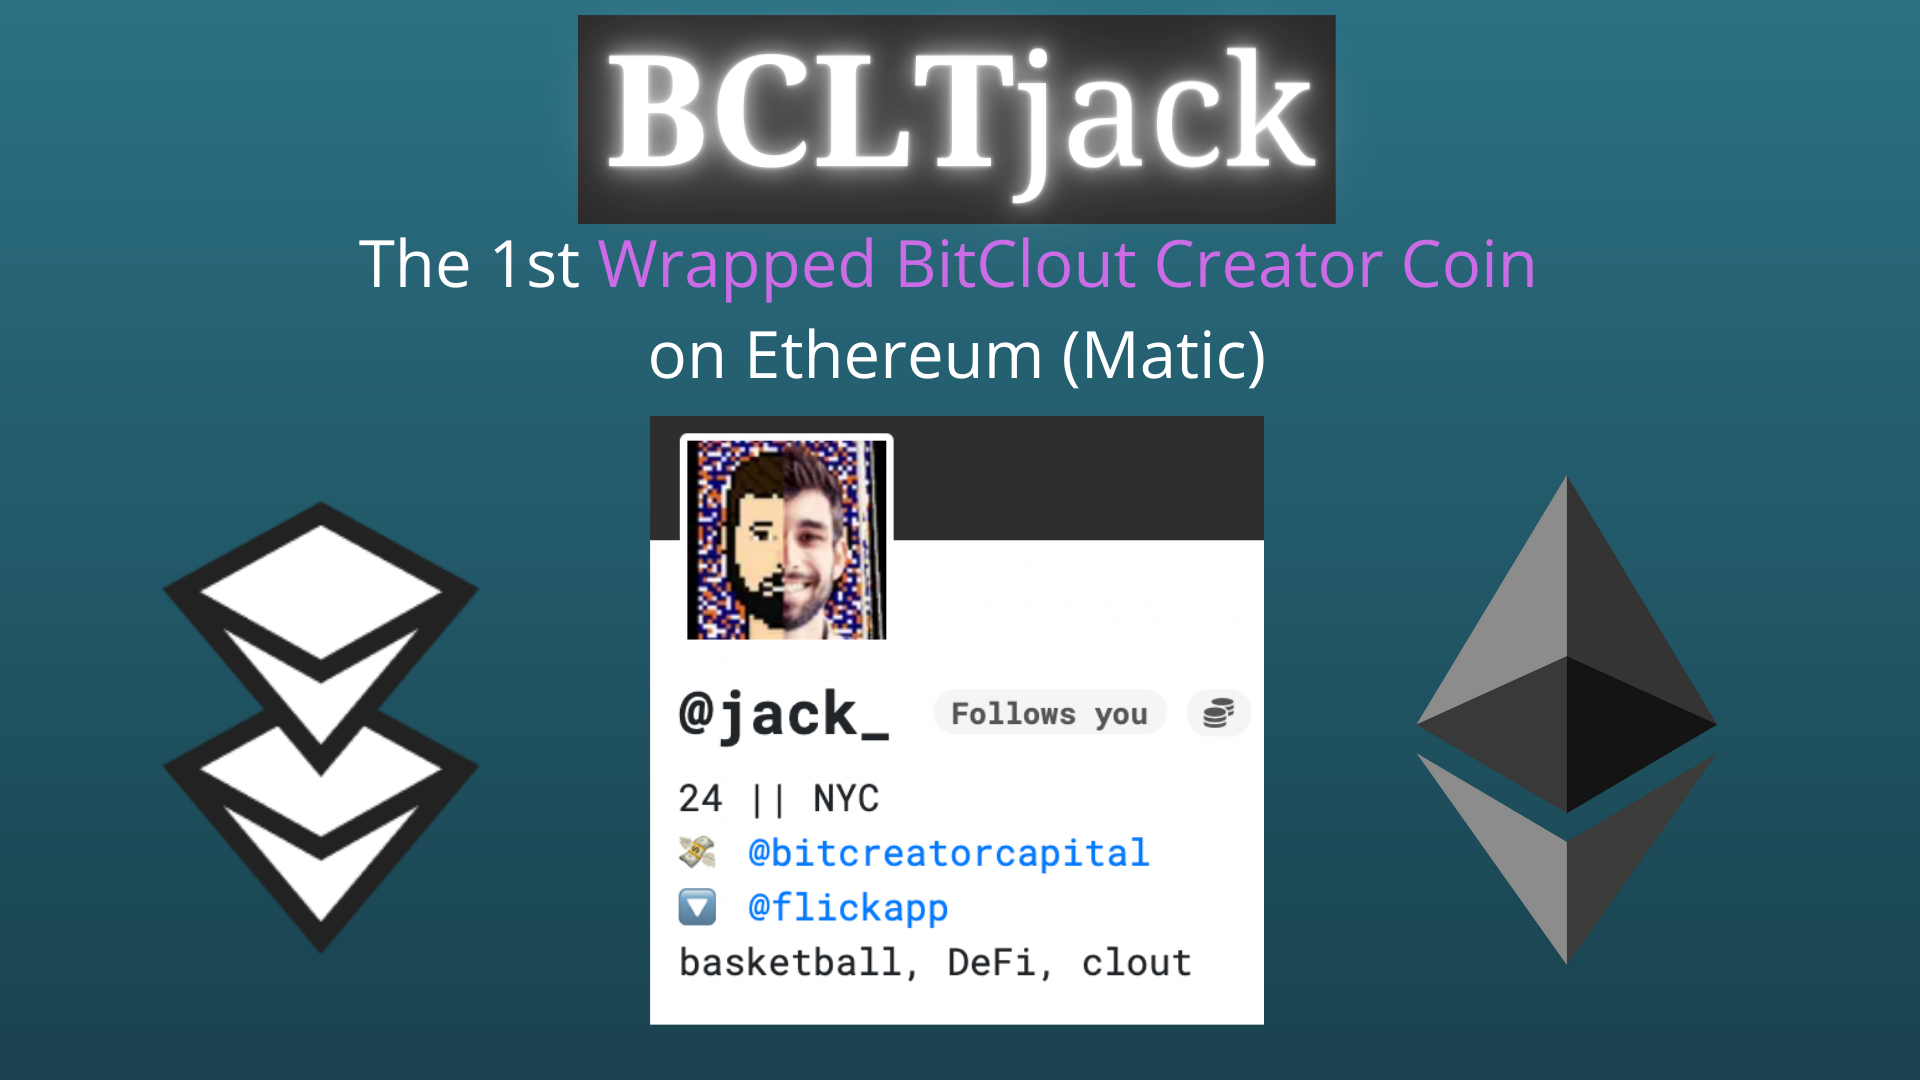 BCLTjack
The 1st Wrapped BitClout Creator Coin
on Ethereum (Matic)
@jack_ Follows you
24 || NYC
💸 @bitcreatorcapital
🔽 @flickapp
basketball, DeFi, clout